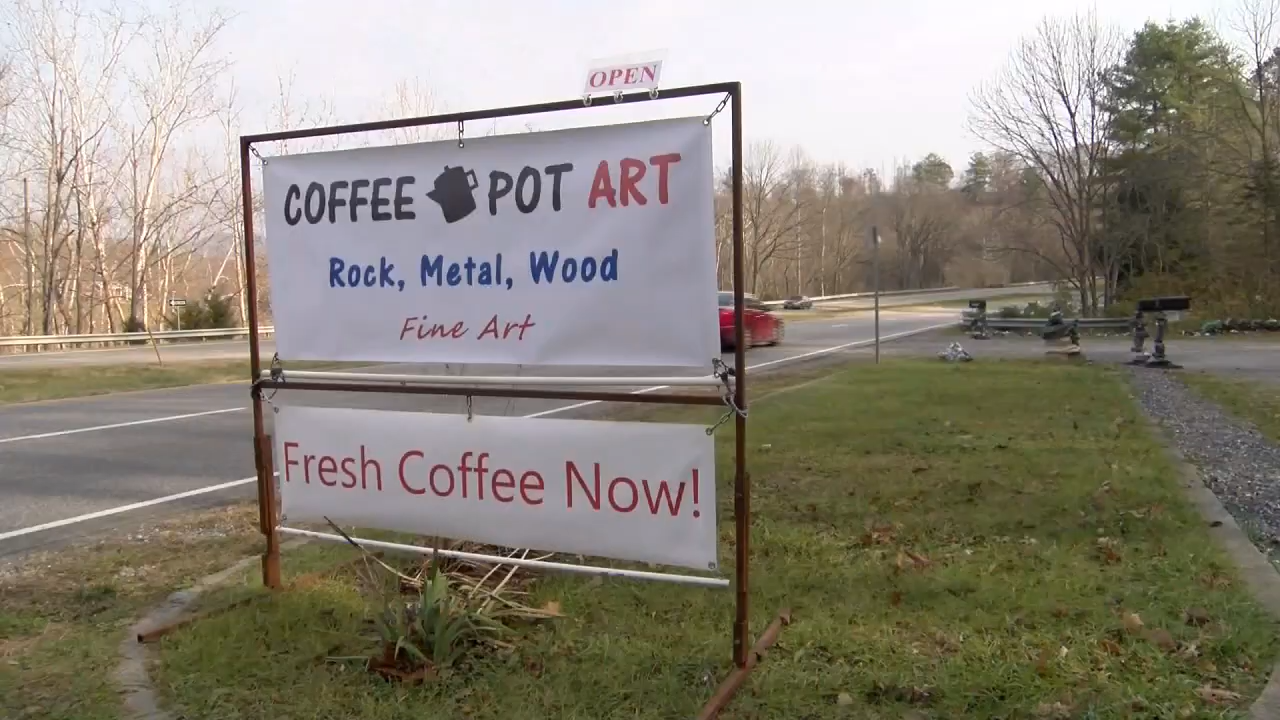 OPEN
COFFEE POT ART
Rock, Metal, Wood
Fine Art
Fresh Coffee Now!